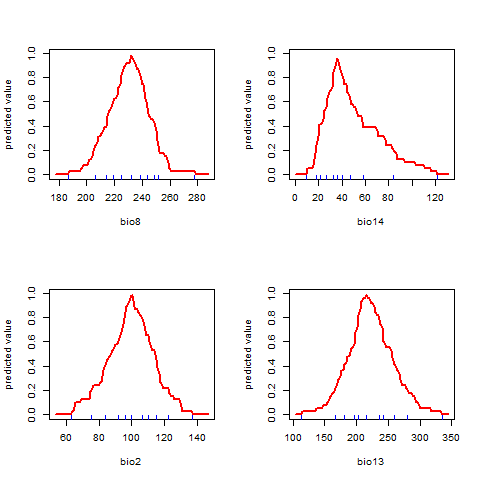 predicted value
0.0 0.2 0.4 0.6 0.8 1.0
180 200 220 240 260 280
bio8
predicted value
0.0 0.2 0.4 0.6 0.8 1.0
0 20 40 60 80 120
bio14
predicted value
0.0 0.2 0.4 0.6 0.8 1.0
60 80 100 120 140
bio2
predicted value
0.0 0.2 0.4 0.6 0.8 1.0
100 150 200 250 300 350
bio13